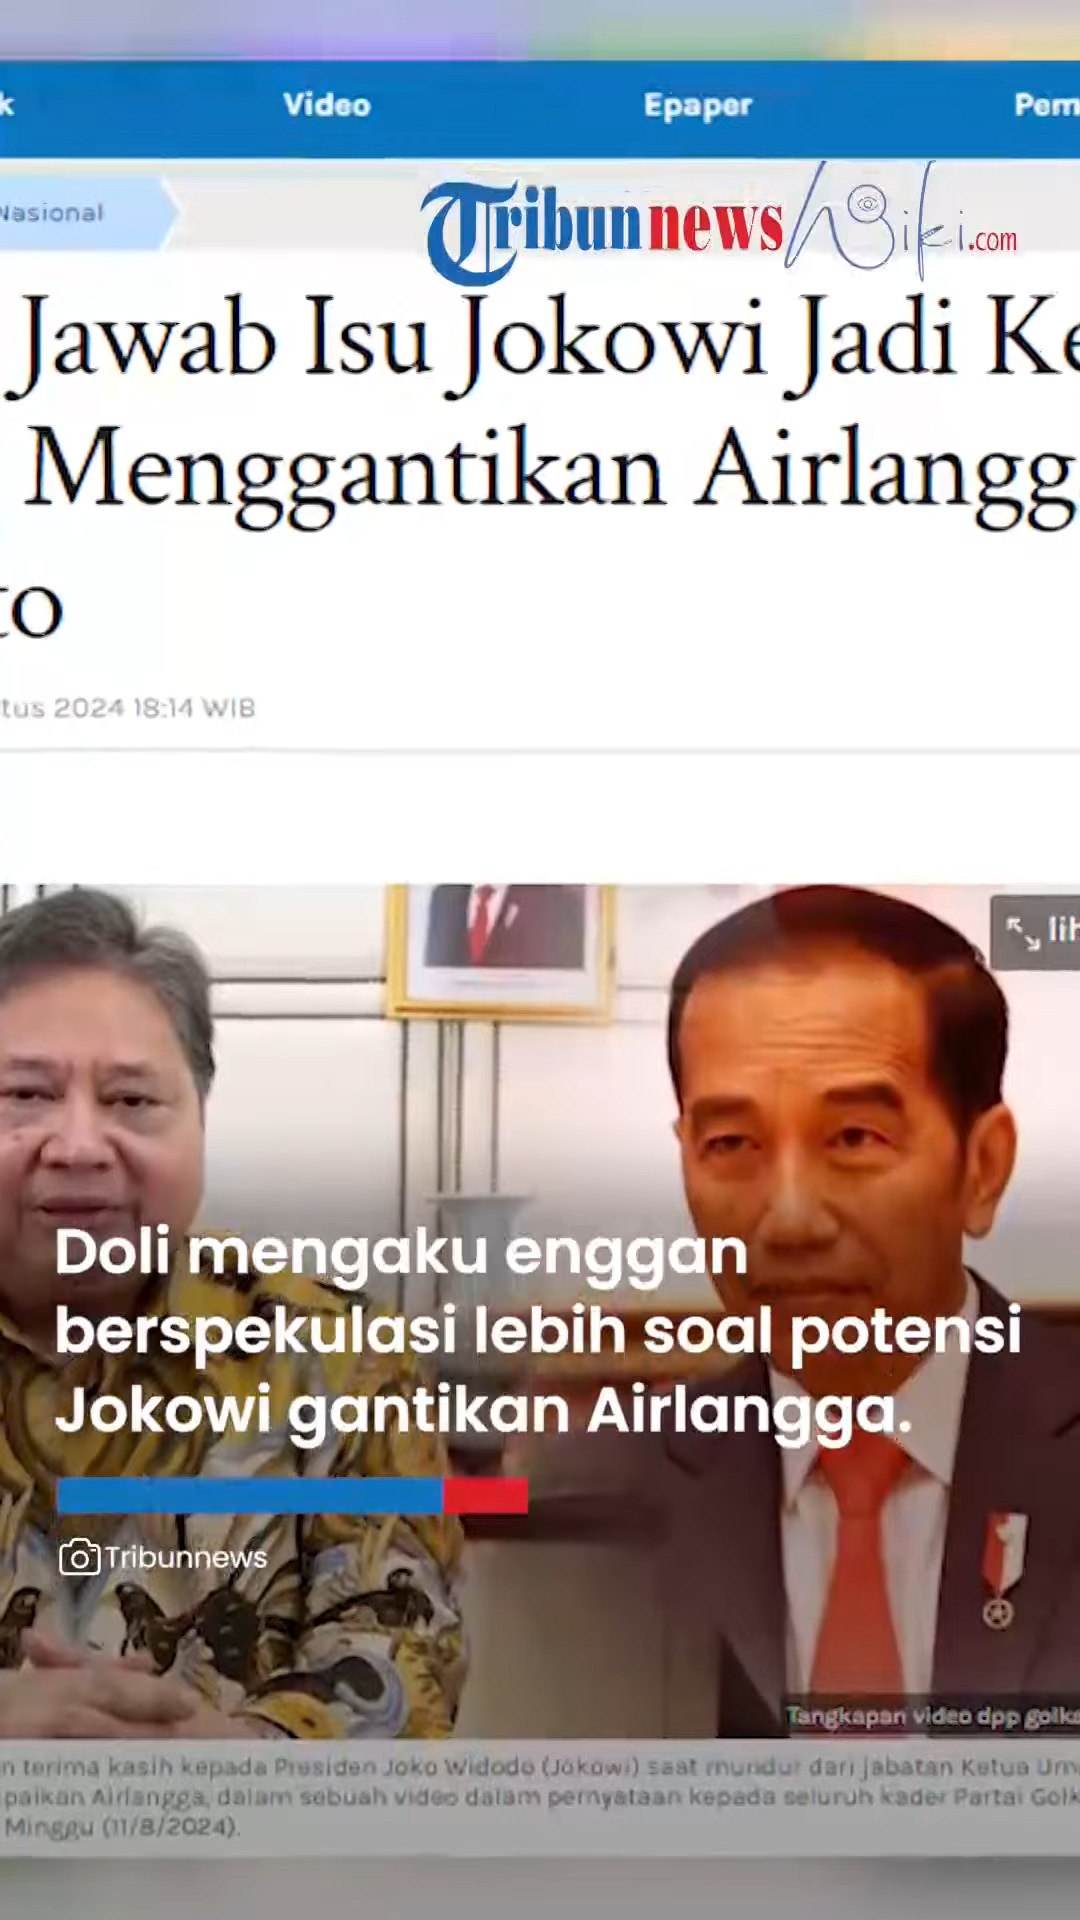 Video Epaper
Nasional
TribunnewsWiki.com
Jawab Isu Jokowi Jadi
Menggantikan Airlangg
to
tus 2024 18:14 WIB
Doli mengaku enggan
berspekulasi lebih soal potensi
Jokowi gantikan Airlangga.
Tribunnews
Tangkapan video dpp golka
n terima kasih kepada Presiden Joko Widodo (Jokowi) saat mundur dari jabatan Ketua Um
paikan Airlangga, dalam sebuah video dalam pernyataan kepada seluruh kader Partai Golk
Minggu (11/8/2024).